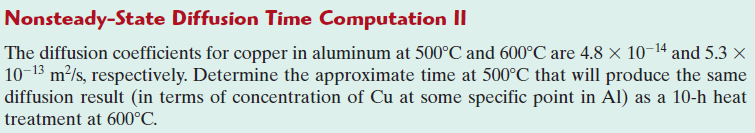 Nonsteady-State Diffusion Time Computation II
The diffusion coefficients for copper in aluminum at 500°C and 600°C are 4.8 × 10⁻¹⁴ and 5.3 ×
10⁻¹³ m²/s, respectively. Determine the approximate time at 500°C that will produce the same
diffusion result (in terms of concentration of Cu at some specific point in Al) as a 10-h heat
treatment at 600°C.